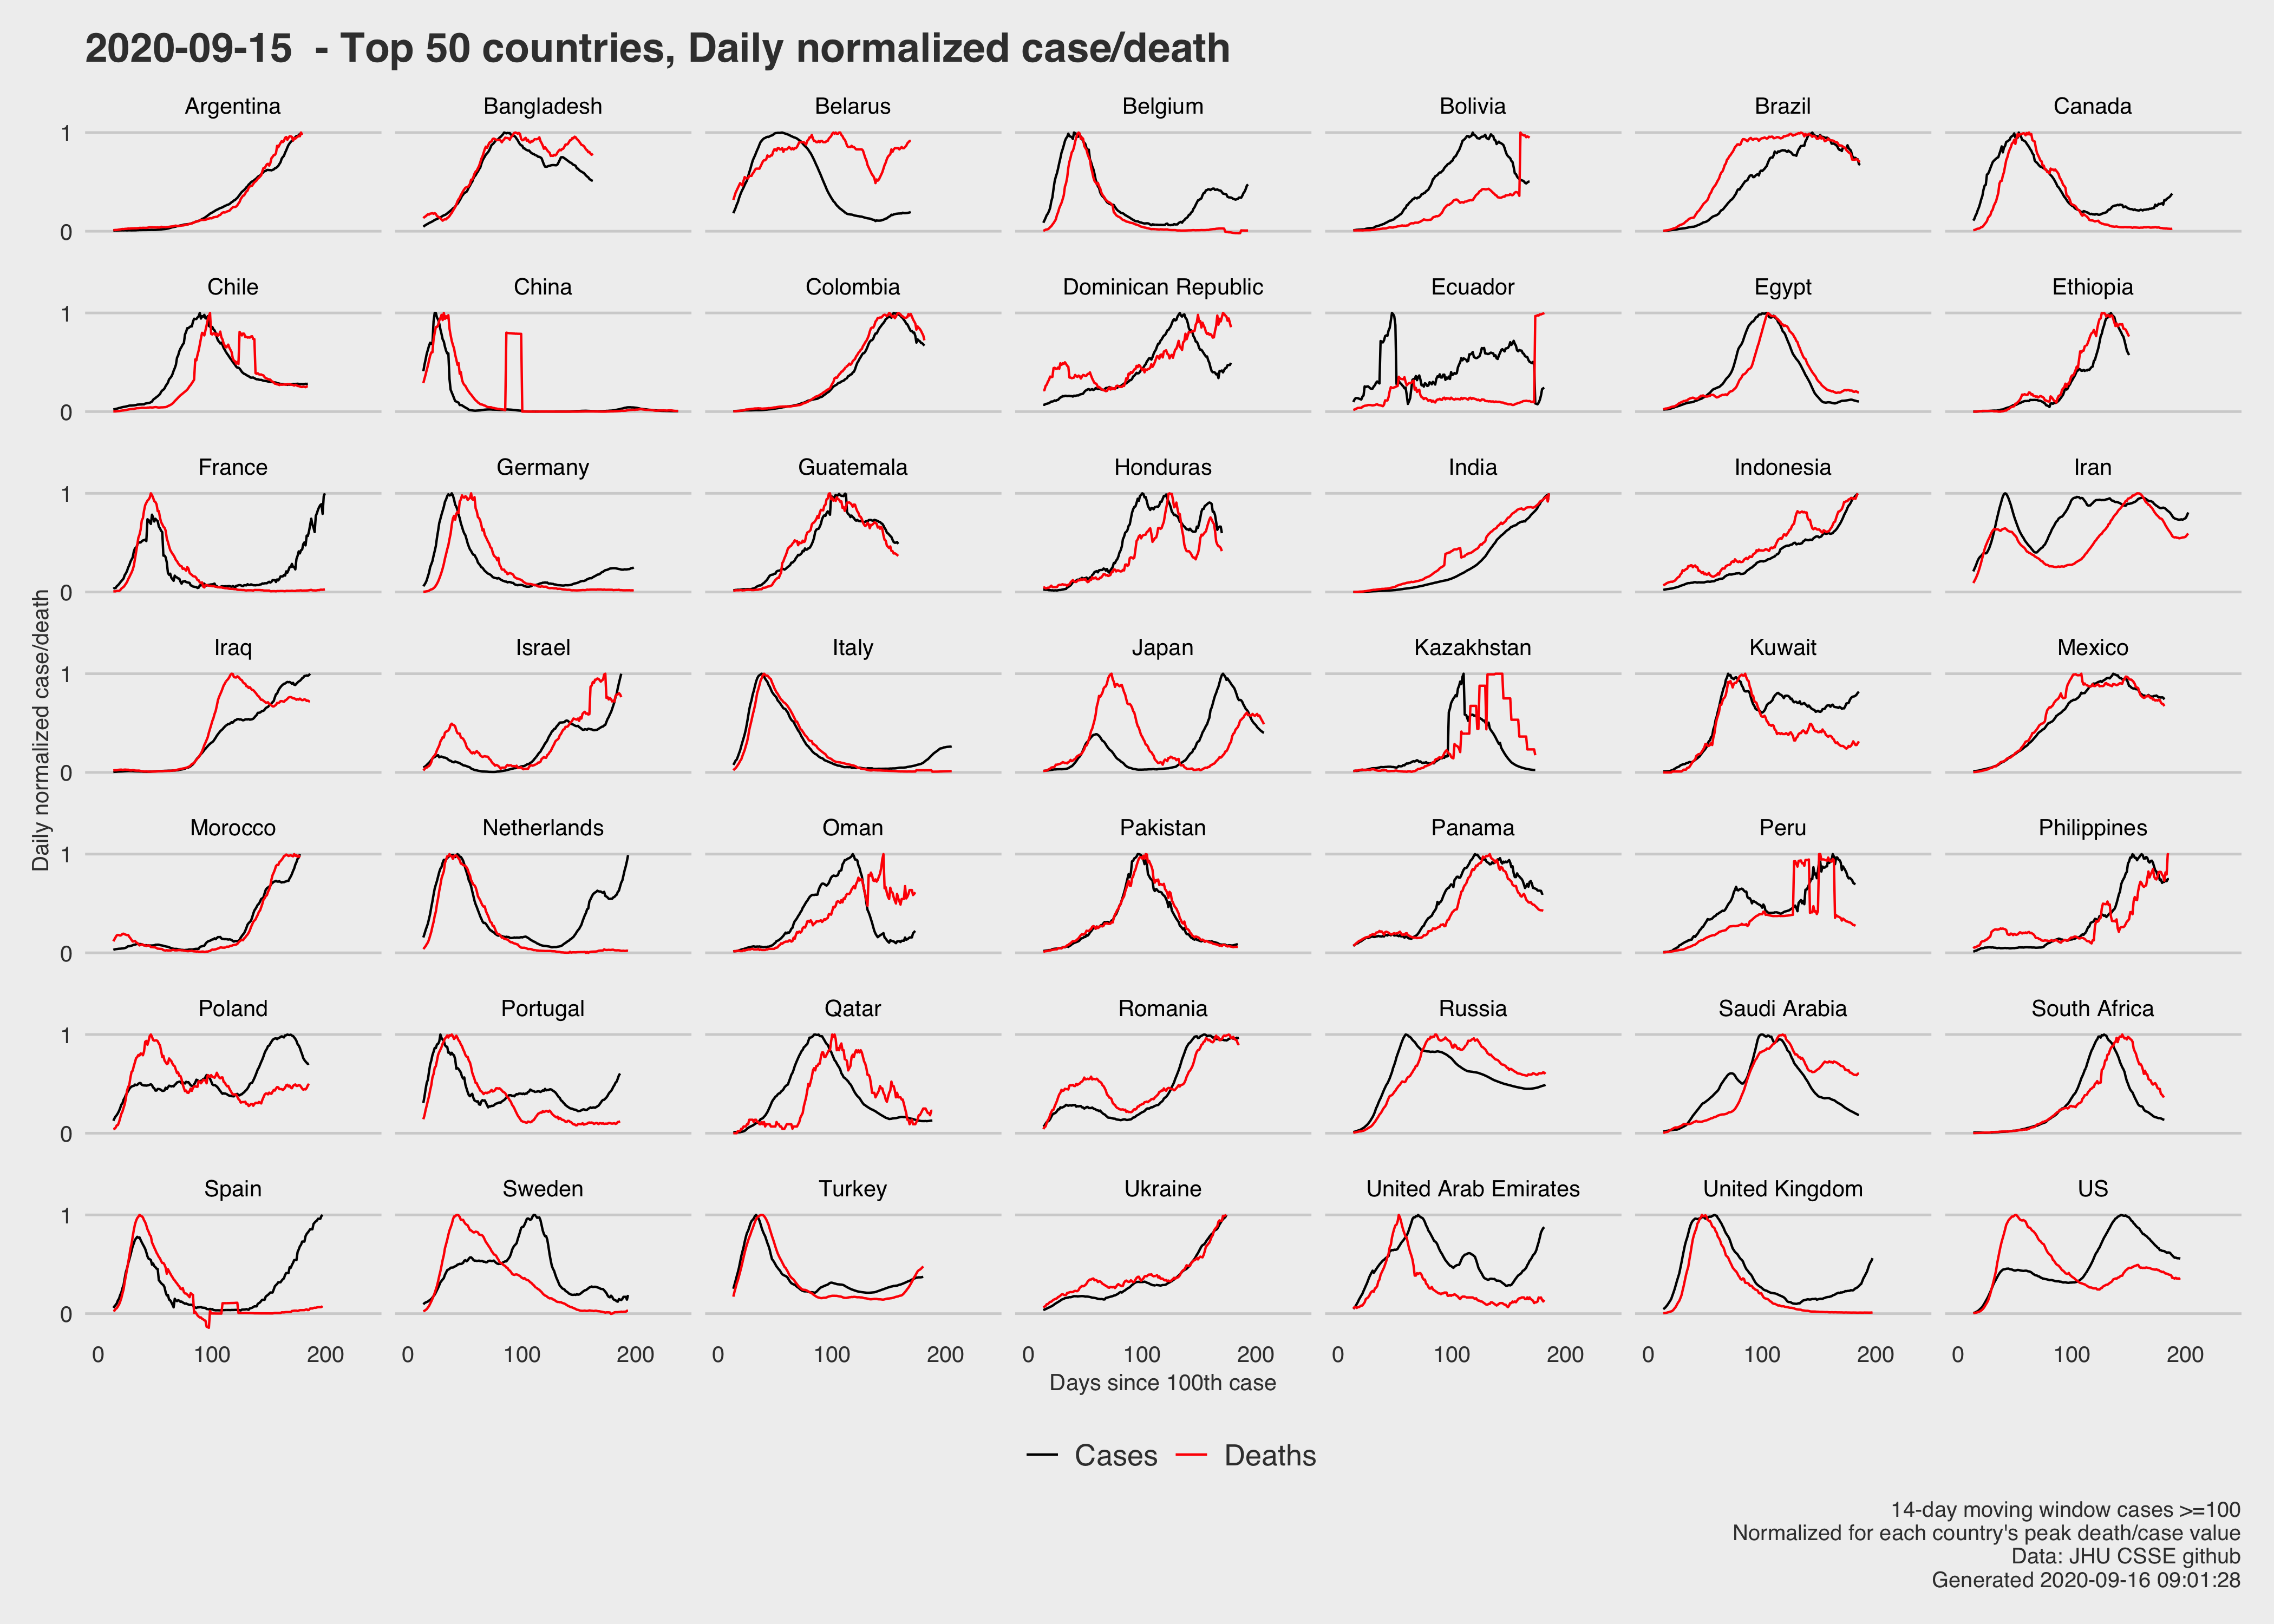 2020-09-15  - Top 50 countries, Daily normalized case/death
Argentina Bangladesh Belarus Belgium Bolivia Brazil Canada
1
0
Chile China Colombia Dominican Republic Ecuador Egypt Ethiopia
1
0
France Germany Guatemala Honduras India Indonesia Iran
1
0
Daily normalized case/death
Iraq Israel Italy Japan Kazakhstan Kuwait Mexico
1
0
Morocco Netherlands Oman Pakistan Panama Peru Philippines
1
0
Poland Portugal Qatar Romania Russia Saudi Arabia South Africa
1
0
Spain Sweden Turkey Ukraine United Arab Emirates United Kingdom US
1
0
0 100 200 0 100 200 0 100 200 0 100 200 0 100 200 0 100 200 0 100 200
Days since 100th case
Cases Deaths
14-day moving window cases >=100
Normalized for each country's peak death/case value
Data: JHU CSSE github
Generated 2020-09-16 09:01:28